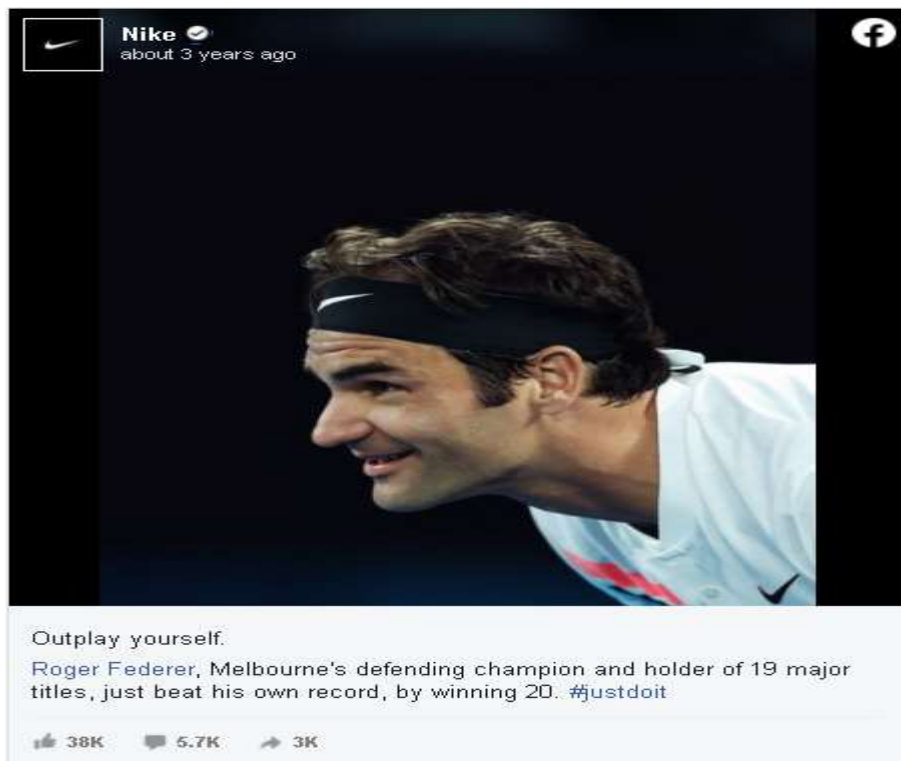 Nike
about 3 years ago
Outplay yourself.
Roger Federer, Melbourne's defending champion and holder of 19 major
titles, just beat his own record, by winning 20. #justdoit
38K 5.7K 3K